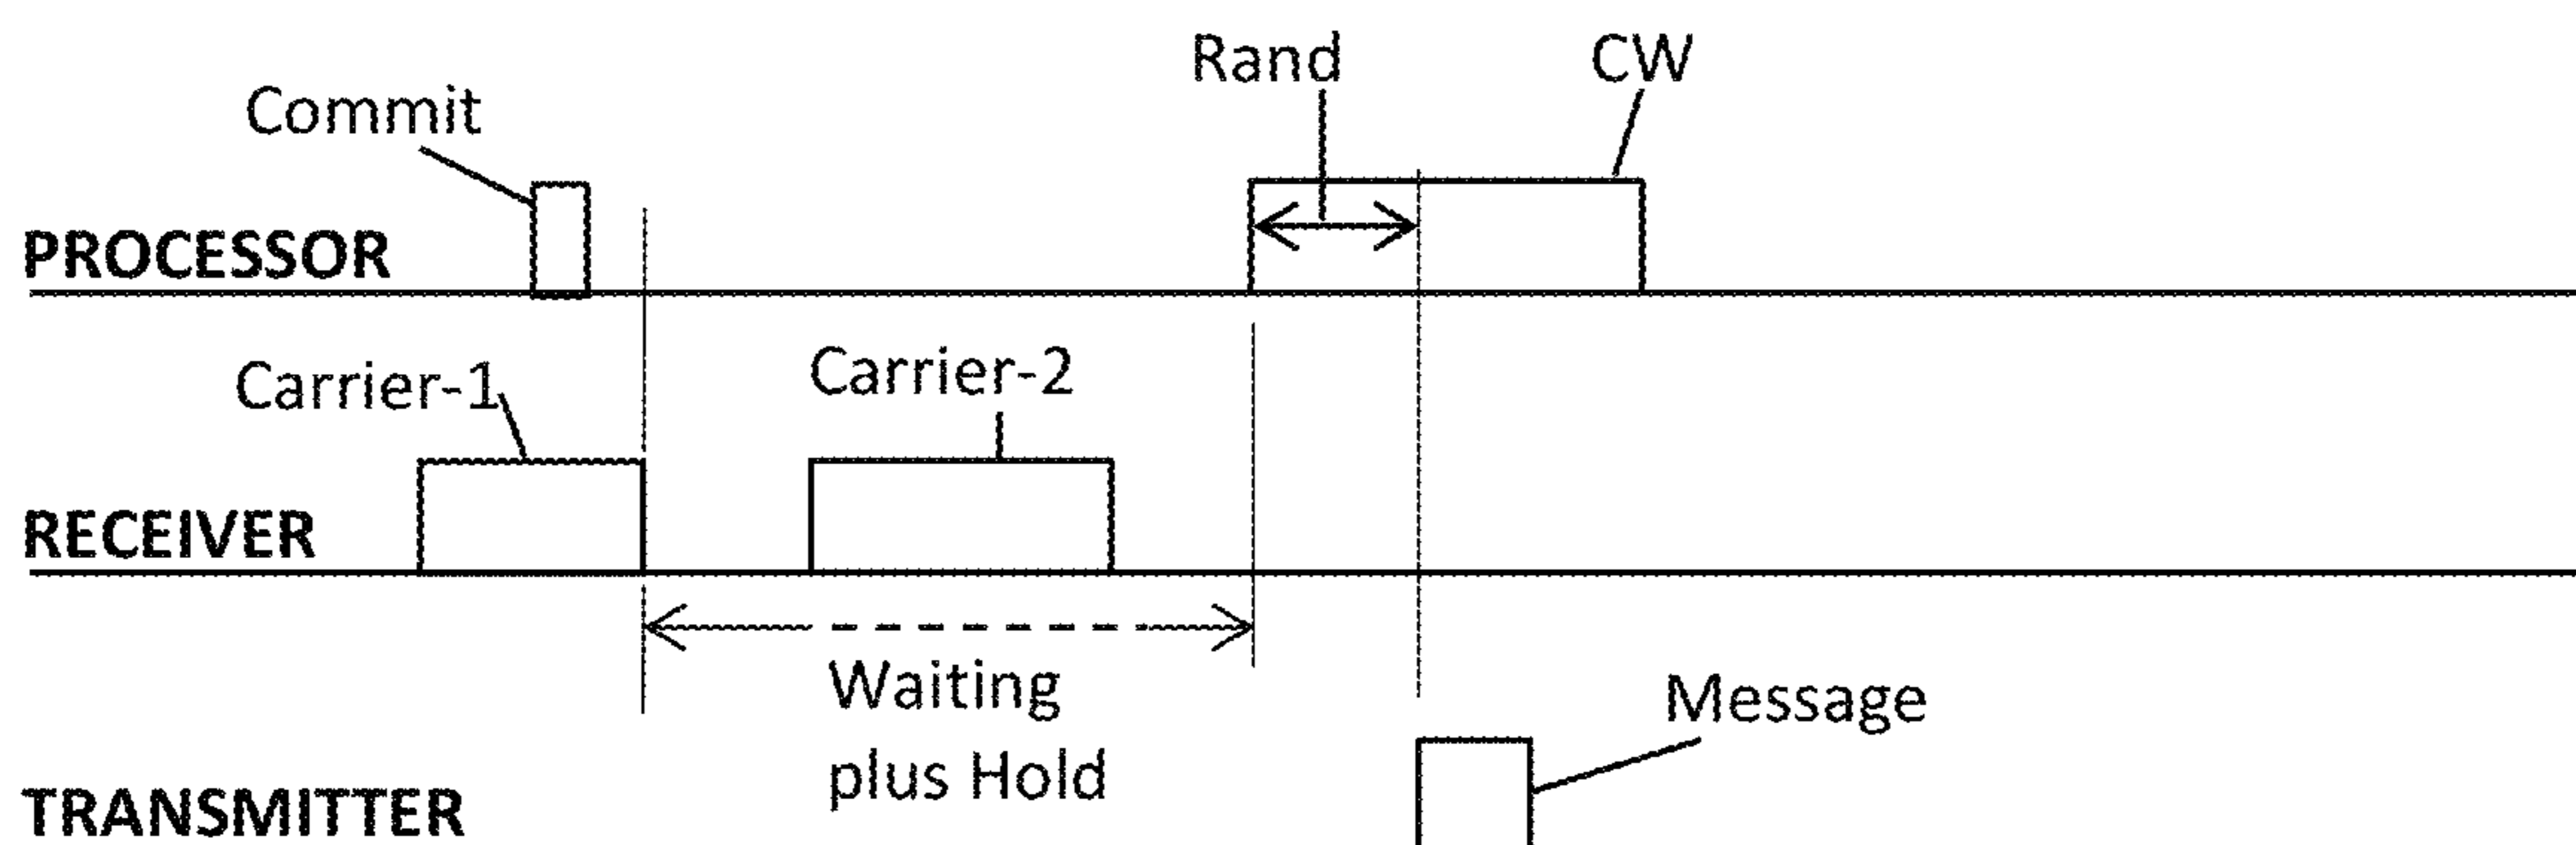 Rand
CW
Commit
PROCESSOR
Carrier-1
Carrier-2
RECEIVER
Waiting
plus Hold
Message
TRANSMITTER